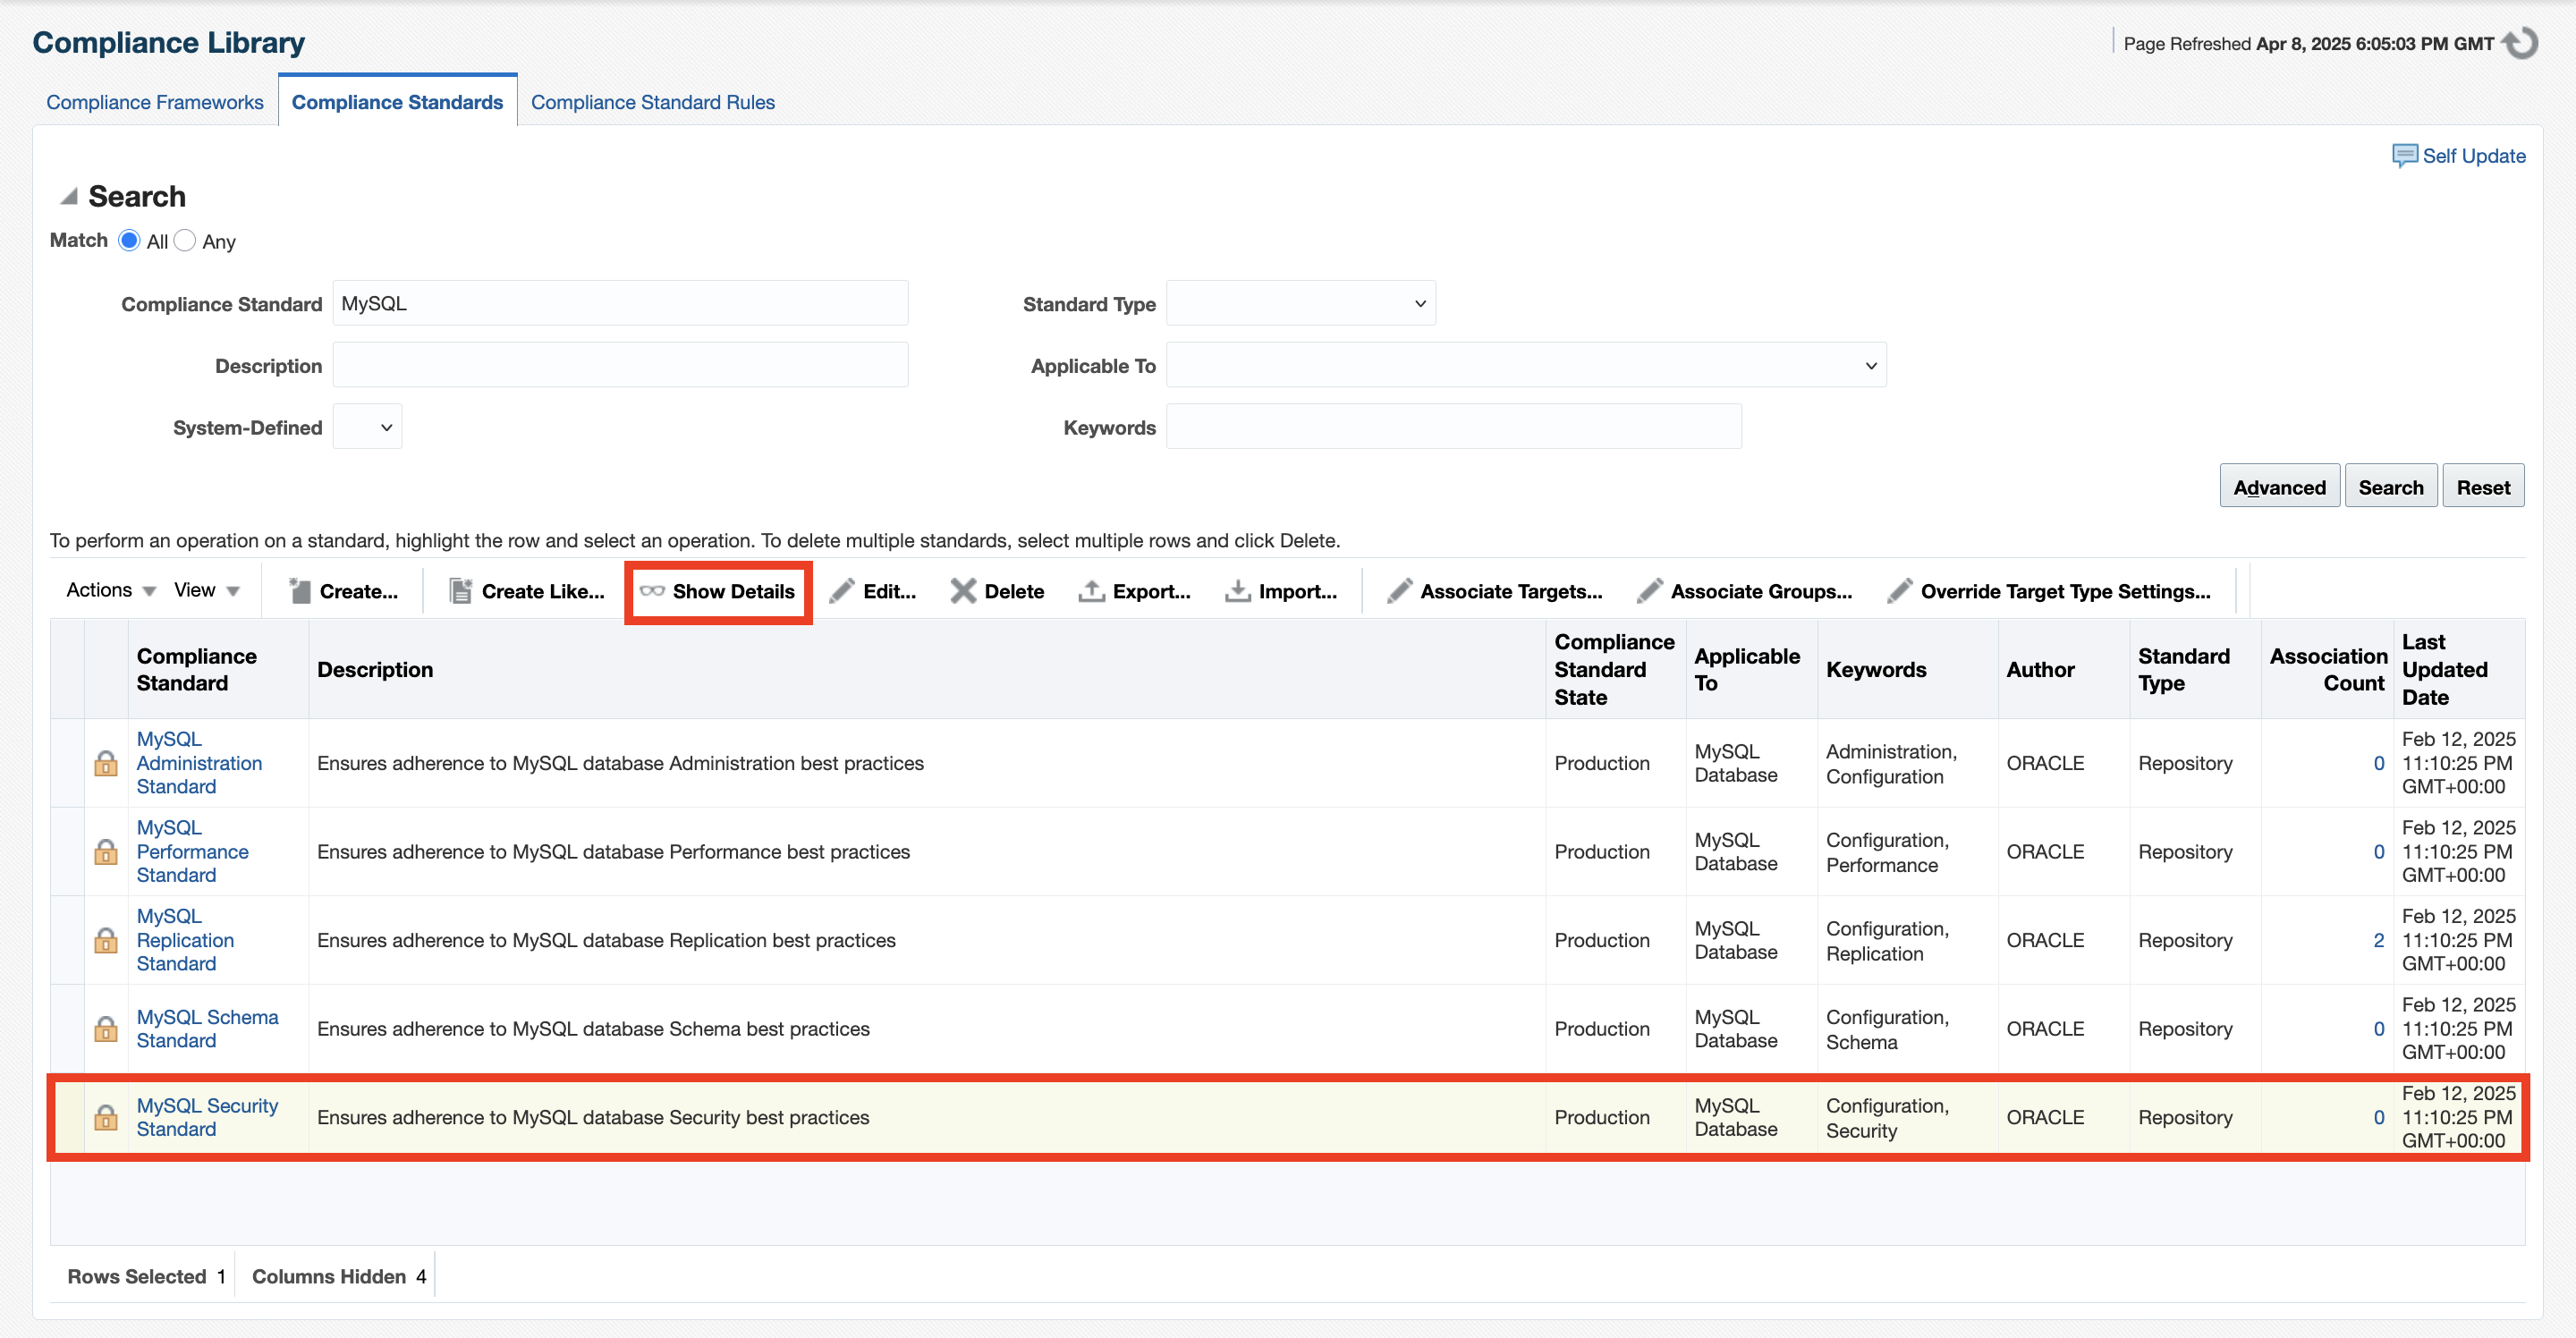 Compliance Library
Page Refreshed Apr 8, 2025 6:05:03 PM GMT
Compliance Frameworks
Compliance Standards
Compliance Standard Rules
Self Update
Search
Match All Any
Compliance Standard MySQL
Standard Type
Description
Applicable To
System-Defined
Keywords
Advanced Search Reset
To perform an operation on a standard, highlight the row and select an operation. To delete multiple standards, select multiple rows and click Delete.
Actions View Create... Create Like... Show Details Edit... Delete Export... Import... Associate Targets... Associate Groups... Override Target Type Settings...
Compliance
Standard
Description
Compliance
Standard
State
Applicable
To
Keywords
Author
Standard
Type
Association
Count
Last
Updated
Date
MySQL
Administration
Standard
Ensures adherence to MySQL database Administration best practices
Production
MySQL
Database
Administration,
Configuration
ORACLE
Repository
0
Feb 12, 2025
11:10:25 PM
GMT+00:00
MySQL
Performance
Standard
Ensures adherence to MySQL database Performance best practices
Production
MySQL
Database
Configuration,
Performance
ORACLE
Repository
0
Feb 12, 2025
11:10:25 PM
GMT+00:00
MySQL
Replication
Standard
Ensures adherence to MySQL database Replication best practices
Production
MySQL
Database
Configuration,
Replication
ORACLE
Repository
2
Feb 12, 2025
11:10:25 PM
GMT+00:00
MySQL Schema
Standard
Ensures adherence to MySQL database Schema best practices
Production
MySQL
Database
Configuration,
Schema
ORACLE
Repository
0
Feb 12, 2025
11:10:25 PM
GMT+00:00
MySQL Security
Standard
Ensures adherence to MySQL database Security best practices
Production
MySQL
Database
Configuration,
Security
ORACLE
Repository
0
Feb 12, 2025
11:10:25 PM
GMT+00:00
Rows Selected 1 Columns Hidden 4